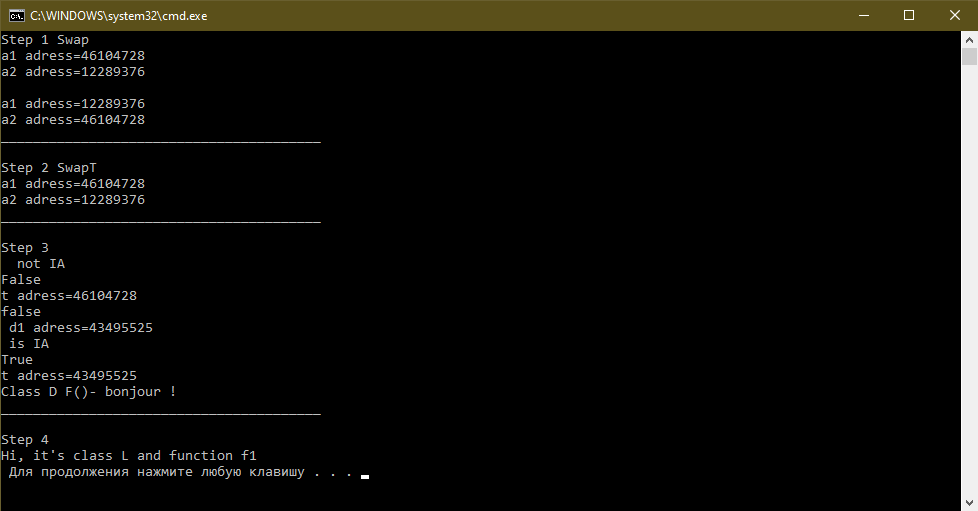 C:\WINDOWS\system32\cmd.exe
Step 1 Swap
a1 adress=46104728
a2 adress=12289376
a1 adress=12289376
a2 adress=46104728
________________________________________
Step 2 SwapT
a1 adress=46104728
a2 adress=12289376
________________________________________
Step 3
  not IA
False
t adress=46104728
false
 d1 adress=43495525
 is IA
True
t adress=43495525
Class D F()- bonjour !
________________________________________
Step 4
Hi, it's class L and function f1
 Для продолжения нажмите любую клавишу . . .